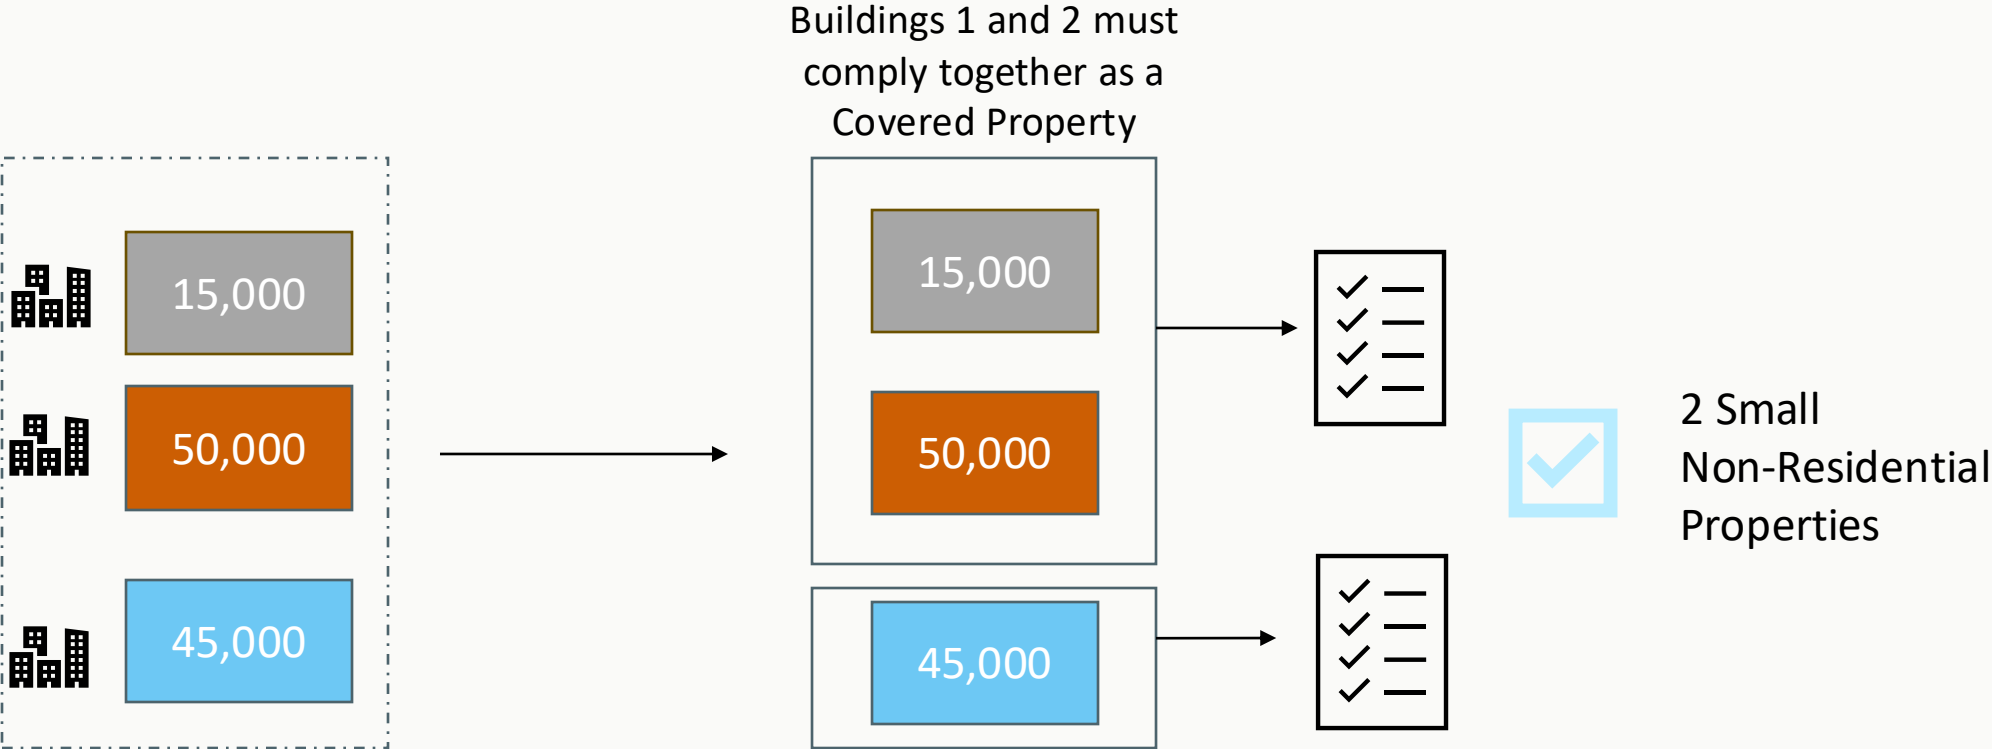 Buildings 1 and 2 must
comply together as a
Covered Property
15,000
50,000
45,000
15,000
50,000
45,000
2 Small
Non-Residential
Properties